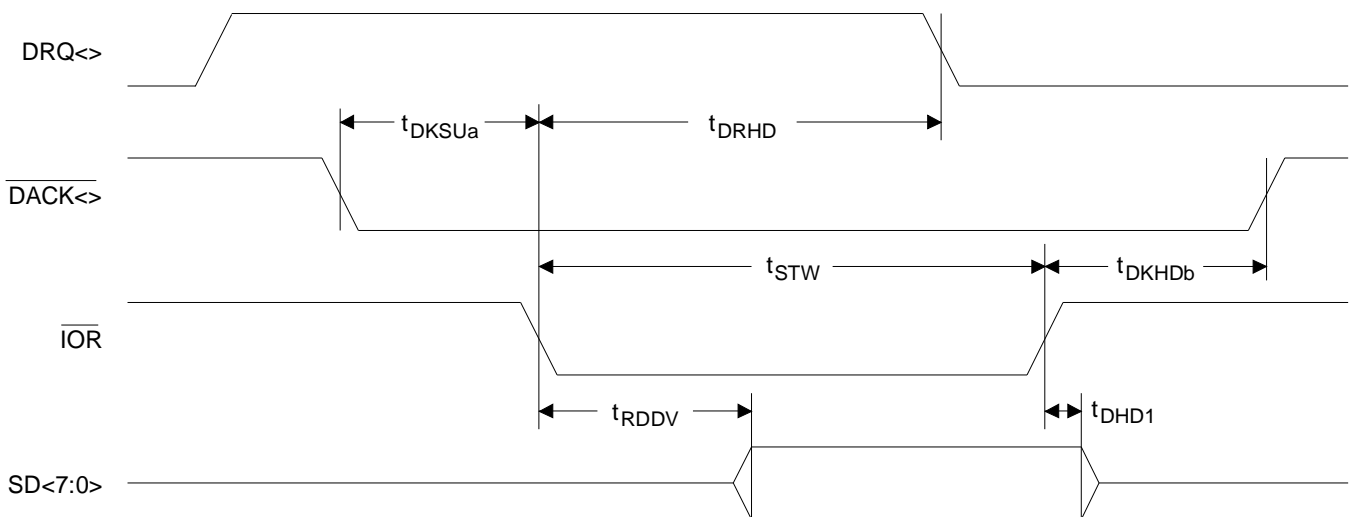 DRQ<>
tDKSUa
tDRHD
DACK<>
tSTW
tDKHDb
IOR
tRDDV
tDHD1
SD<7:0>